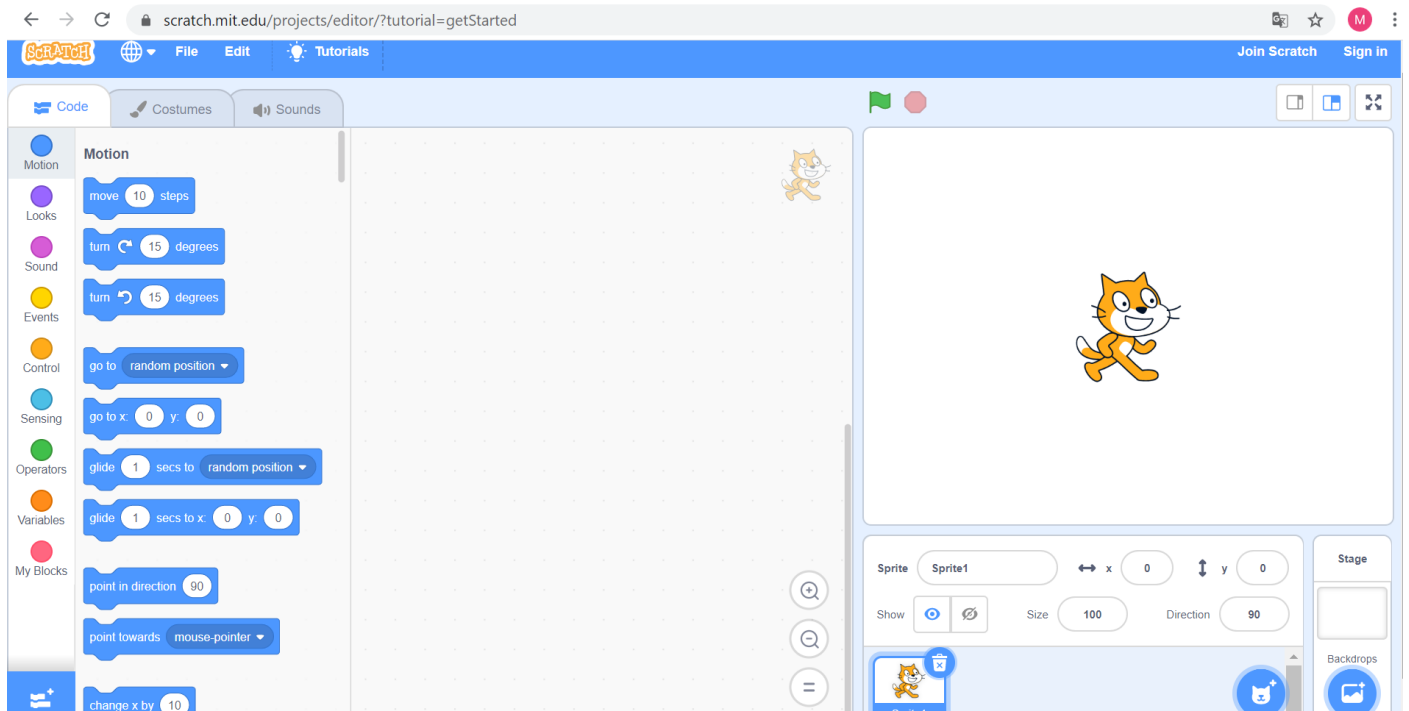 scratch.mit.edu/projects/editor/?tutorial=getStarted
M
SCRATCH
File Edit Tutorials
Join Scratch Sign in
Code Costumes Sounds
Motion
Looks
Sound
Events
Control
Sensing
Operators
Variables
My Blocks
Motion
move 10 steps
turn 15 degrees
turn 15 degrees
go to random position
go to x: 0 y: 0
glide 1 secs to random position
glide 1 secs to x: 0 y: 0
point in direction 90
point towards mouse-pointer
change x by 10
Sprite Sprite1 x 0 y 0
Show Size 100 Direction 90
Stage
Backdrops